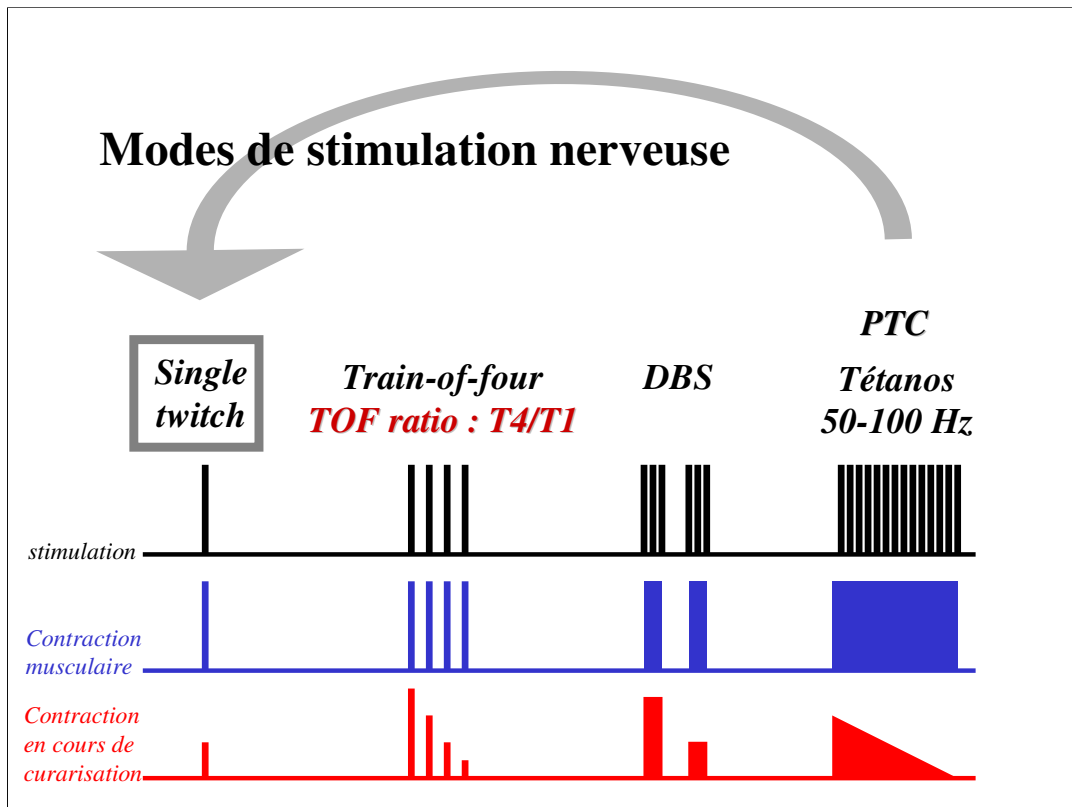 Modes de stimulation nerveuse
Single
twitch
Train-of-four
TOF ratio : T4/T1
DBS
PTC
Tétanos
50-100 Hz
stimulation
Contraction
musculaire
Contraction
en cours de
curarisation